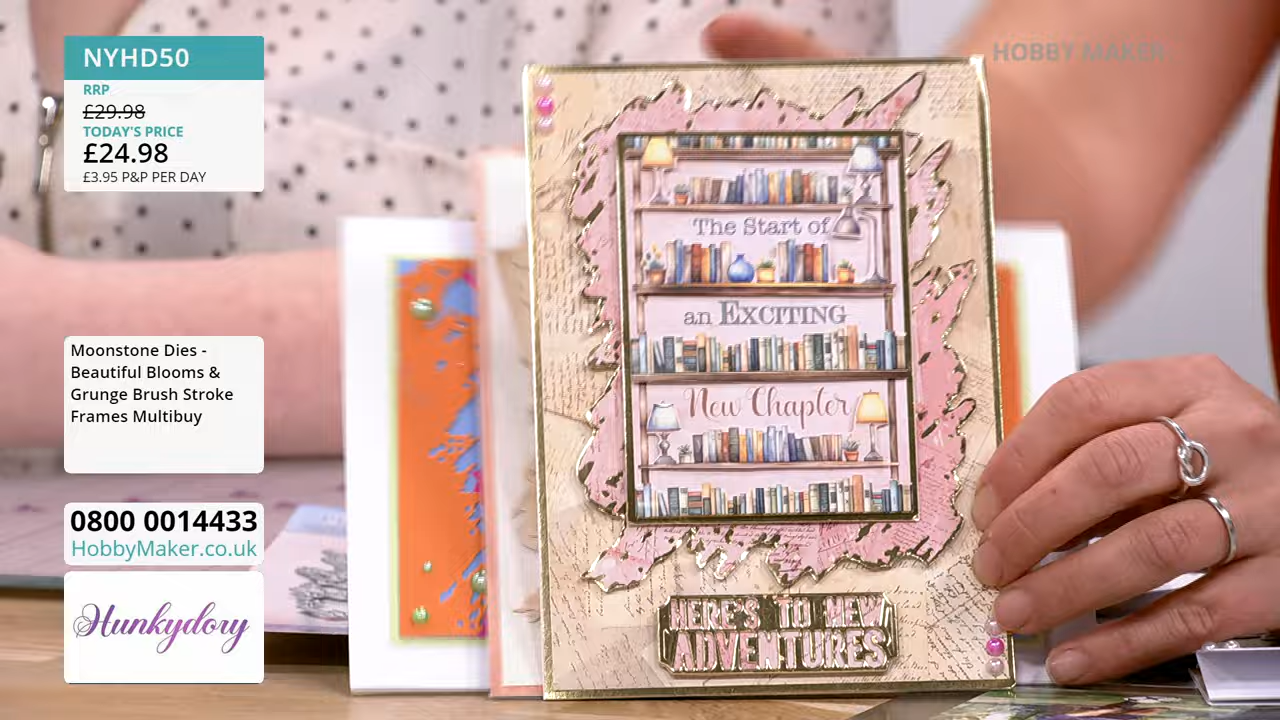 NYHD50
RRP
£29.98
TODAY'S PRICE
£24.98
£3.95 P&P PER DAY
Moonstone Dies -
Beautiful Blooms &
Grunge Brush Stroke
Frames Multibuy
0800 0014433
HobbyMaker.co.uk
Hunkydory
HOBBY MAKER
The Start of
an EXCITING
New Chapter
HERE'S TO NEW
ADVENTURES